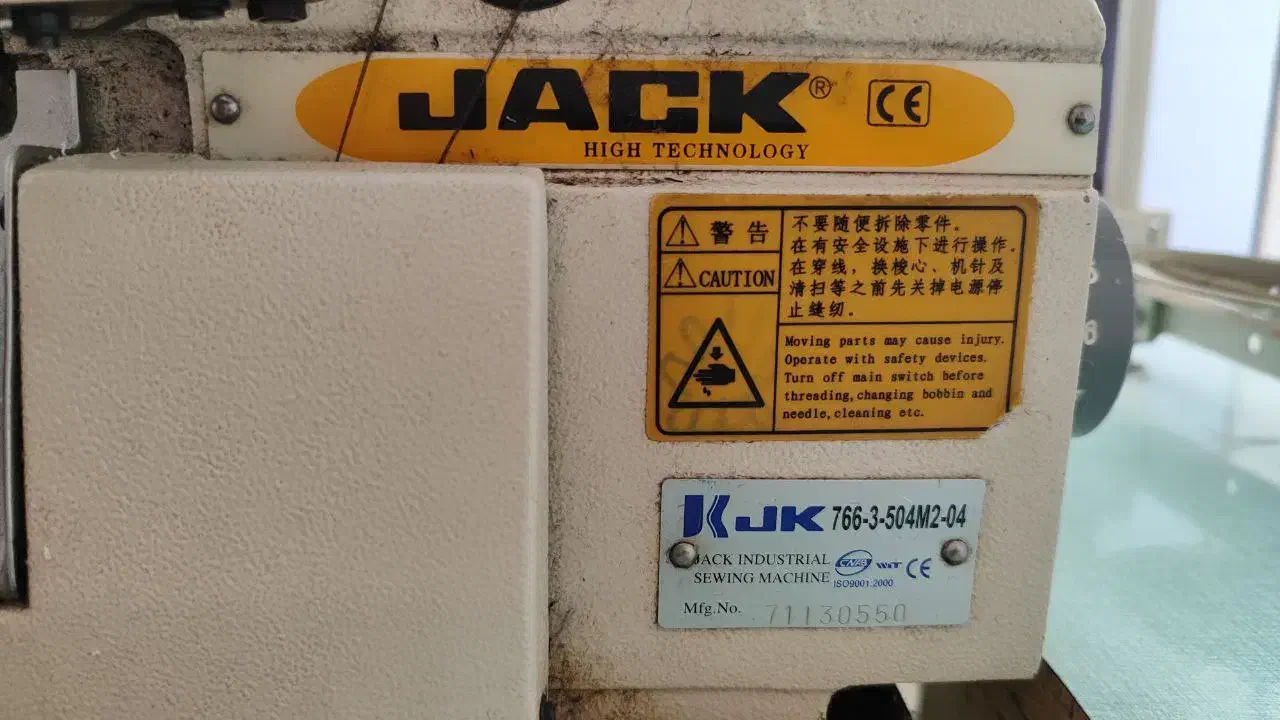 JACK® CE
HIGH TECHNOLOGY
警告
CAUTION
不要随便拆除零件。
在有安全设施下进行操作。
在穿线，换梭心、机针及
清扫等之前先关掉电源停
止缝纫。
Moving parts may cause injury.
Operate with safety devices.
Turn off main switch before
threading,changing bobbin and
needle,cleaning etc.
6
JK 766-3-504M2-04
JACK INDUSTRIAL
SEWING MACHINE
CNAB WIT CE
ISO9001:2000
Mfg.No. 71130550